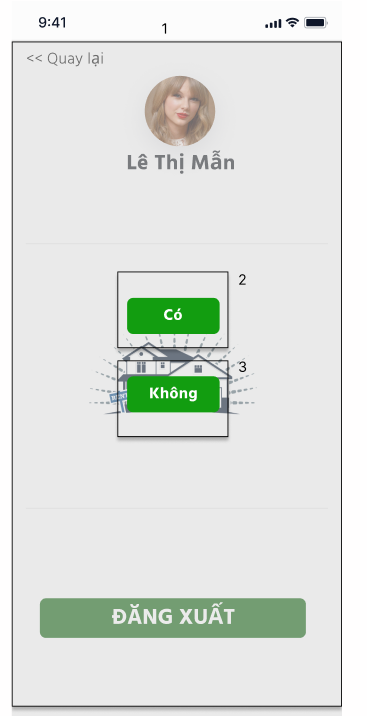 9:41
1
<< Quay lại
Lê Thị Mẫn
2
Có
3
Không
ĐĂNG XUẤT